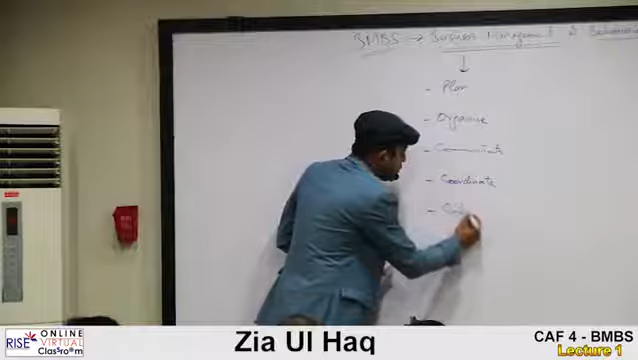 BMBS → Business Management & Behavioral
- Plan
- Organise
- Communicate
- Coordinate
RISE ONLINE VIRTUAL Classroom
Zia Ul Haq
CAF 4 - BMBS
Lecture 1